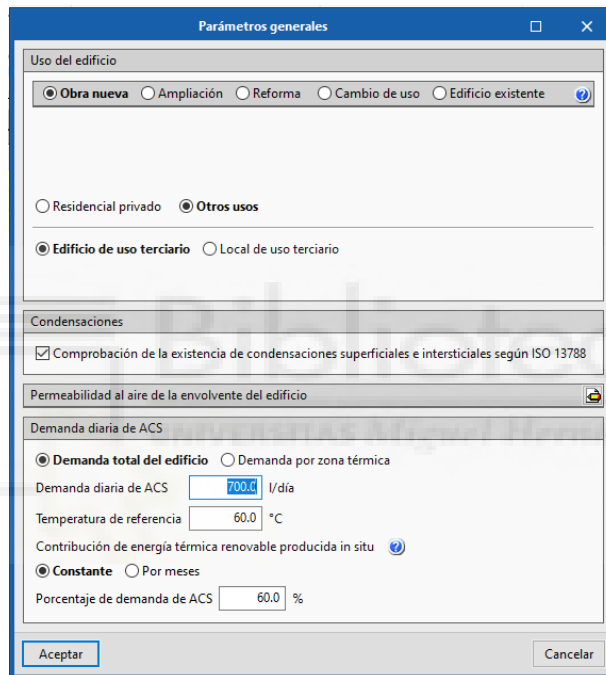 Parámetros generales
Uso del edificio
Obra nueva Ampliación Reforma Cambio de uso Edificio existente
Residencial privado Otros usos
Edificio de uso terciario Local de uso terciario
Condensaciones
Comprobación de la existencia de condensaciones superficiales e intersticiales según ISO 13788
Permeabilidad al aire de la envolvente del edificio
Demanda diaria de ACS
Demanda total del edificio Demanda por zona térmica
Demanda diaria de ACS 700.0 l/día
Temperatura de referencia 60.0 °C
Contribución de energía térmica renovable producida in situ
Constante Por meses
Porcentaje de demanda de ACS 60.0 %
Aceptar Cancelar
Bibliotec
UNIVERSITAS Miguel Hern